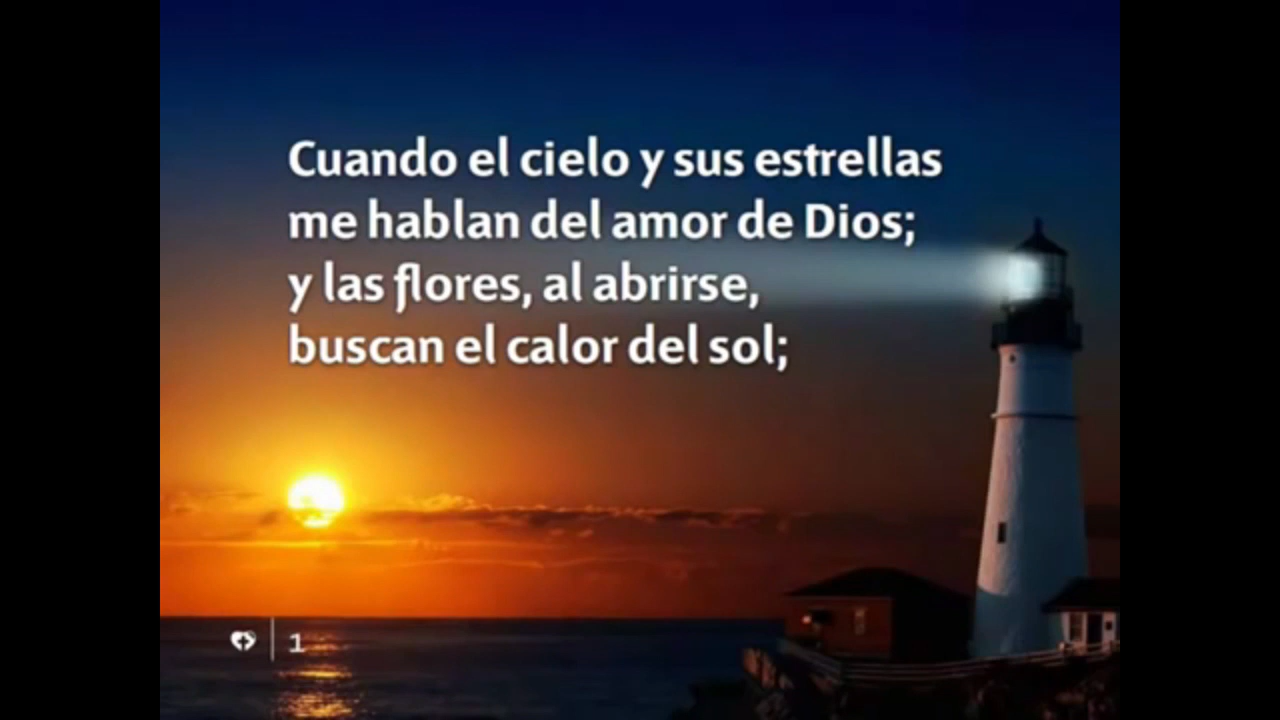 Cuando el cielo y sus estrellas
me hablan del amor de Dios;
y las flores, al abrirse,
buscan el calor del sol;
1